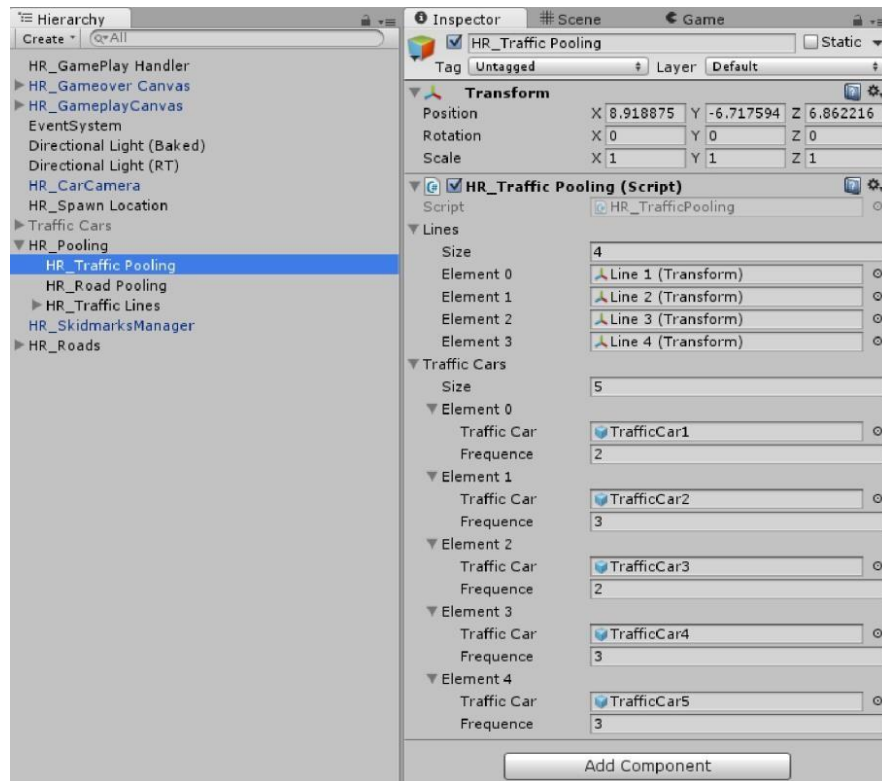 Hierarchy
Create
All
HR_GamePlay Handler
HR_Gameover Canvas
HR_GameplayCanvas
EventSystem
Directional Light (Baked)
Directional Light (RT)
HR_CarCamera
HR_Spawn Location
Traffic Cars
HR_Pooling
HR_Traffic Pooling
HR_Road Pooling
HR_Traffic Lines
HR_SkidmarksManager
HR_Roads
Inspector
Scene
Game
HR_Traffic Pooling
Static
Tag Untagged Layer Default
Transform
Position X 8.918875 Y -6.717594 Z 6.862216
Rotation X 0 Y 0 Z 0
Scale X 1 Y 1 Z 1
HR_Traffic Pooling (Script)
Script HR_TrafficPooling
Lines
Size 4
Element 0 Line 1 (Transform)
Element 1 Line 2 (Transform)
Element 2 Line 3 (Transform)
Element 3 Line 4 (Transform)
Traffic Cars
Size 5
Element 0
Traffic Car TrafficCar1
Frequence 2
Element 1
Traffic Car TrafficCar2
Frequence 3
Element 2
Traffic Car TrafficCar3
Frequence 2
Element 3
Traffic Car TrafficCar4
Frequence 3
Element 4
Traffic Car TrafficCar5
Frequence 3
Add Component